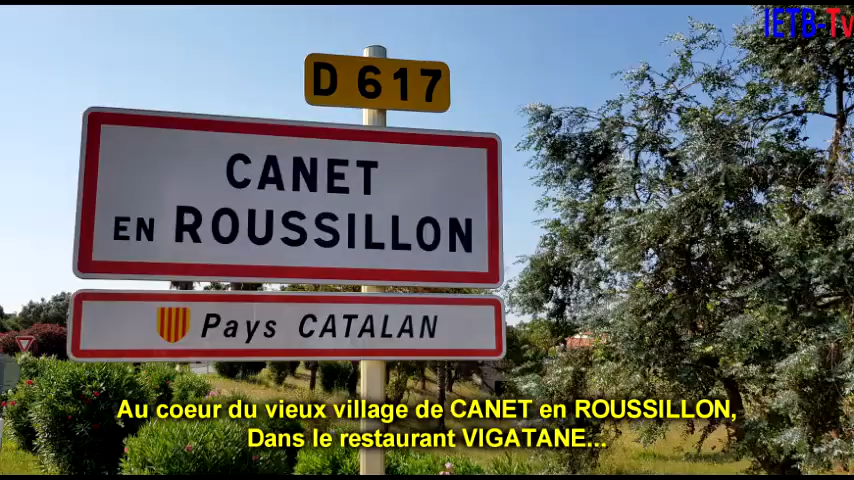 IETB-Tv
D 617
CANET
EN ROUSSILLON
Pays CATALAN
Au coeur du vieux village de CANET en ROUSSILLON,
Dans le restaurant VIGATANE...